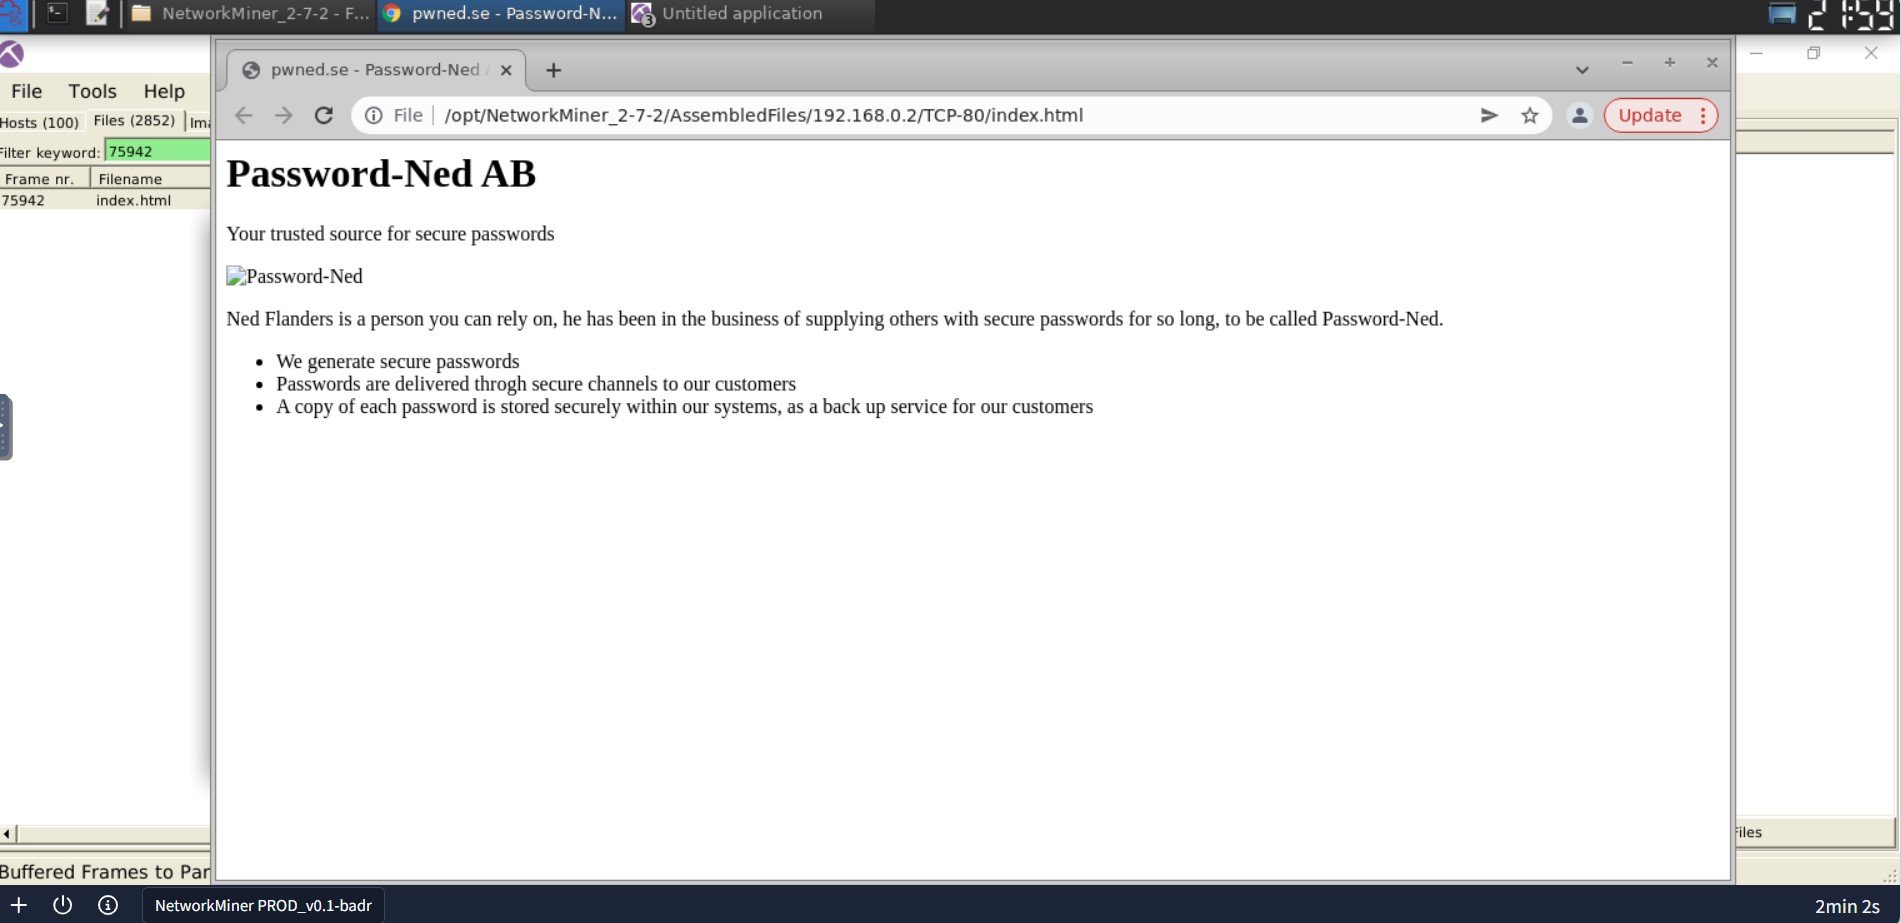 NetworkMiner_2-7-2 - F...
pwned.se - Password-N...
3
Untitled application
21:59
pwned.se - Password-Ned
File Tools Help
File
/opt/NetworkMiner_2-7-2/AssembledFiles/192.168.0.2/TCP-80/index.html
Update
Hosts (100) Files (2852)
Filter keyword: 75942
Frame nr. Filename
75942 index.html
Password-Ned AB
Your trusted source for secure passwords
Password-Ned
Ned Flanders is a person you can rely on, he has been in the business of supplying others with secure passwords for so long, to be called Password-Ned.
• We generate secure passwords
• Passwords are delivered throgh secure channels to our customers
• A copy of each password is stored securely within our systems, as a back up service for our customers
Files
Buffered Frames to Par
NetworkMiner PROD_v0.1-badr
2min 2s